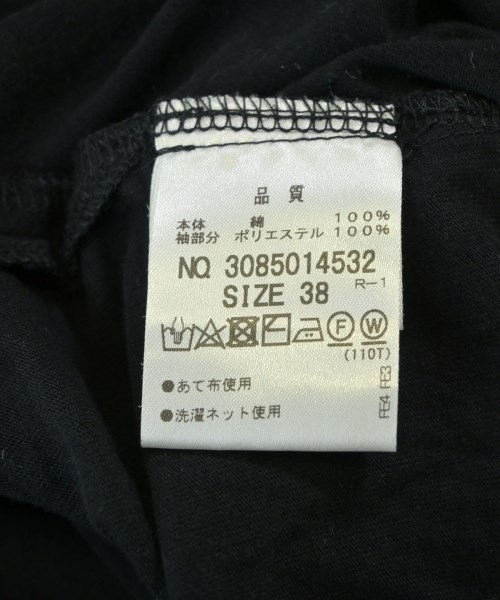 品質
本体 綿 100%
袖部分 ポリエステル 100%
NO. 3085014532
SIZE 38 R-1
F W
(110T)
●あて布使用
●洗濯ネット使用
FE4 FE3